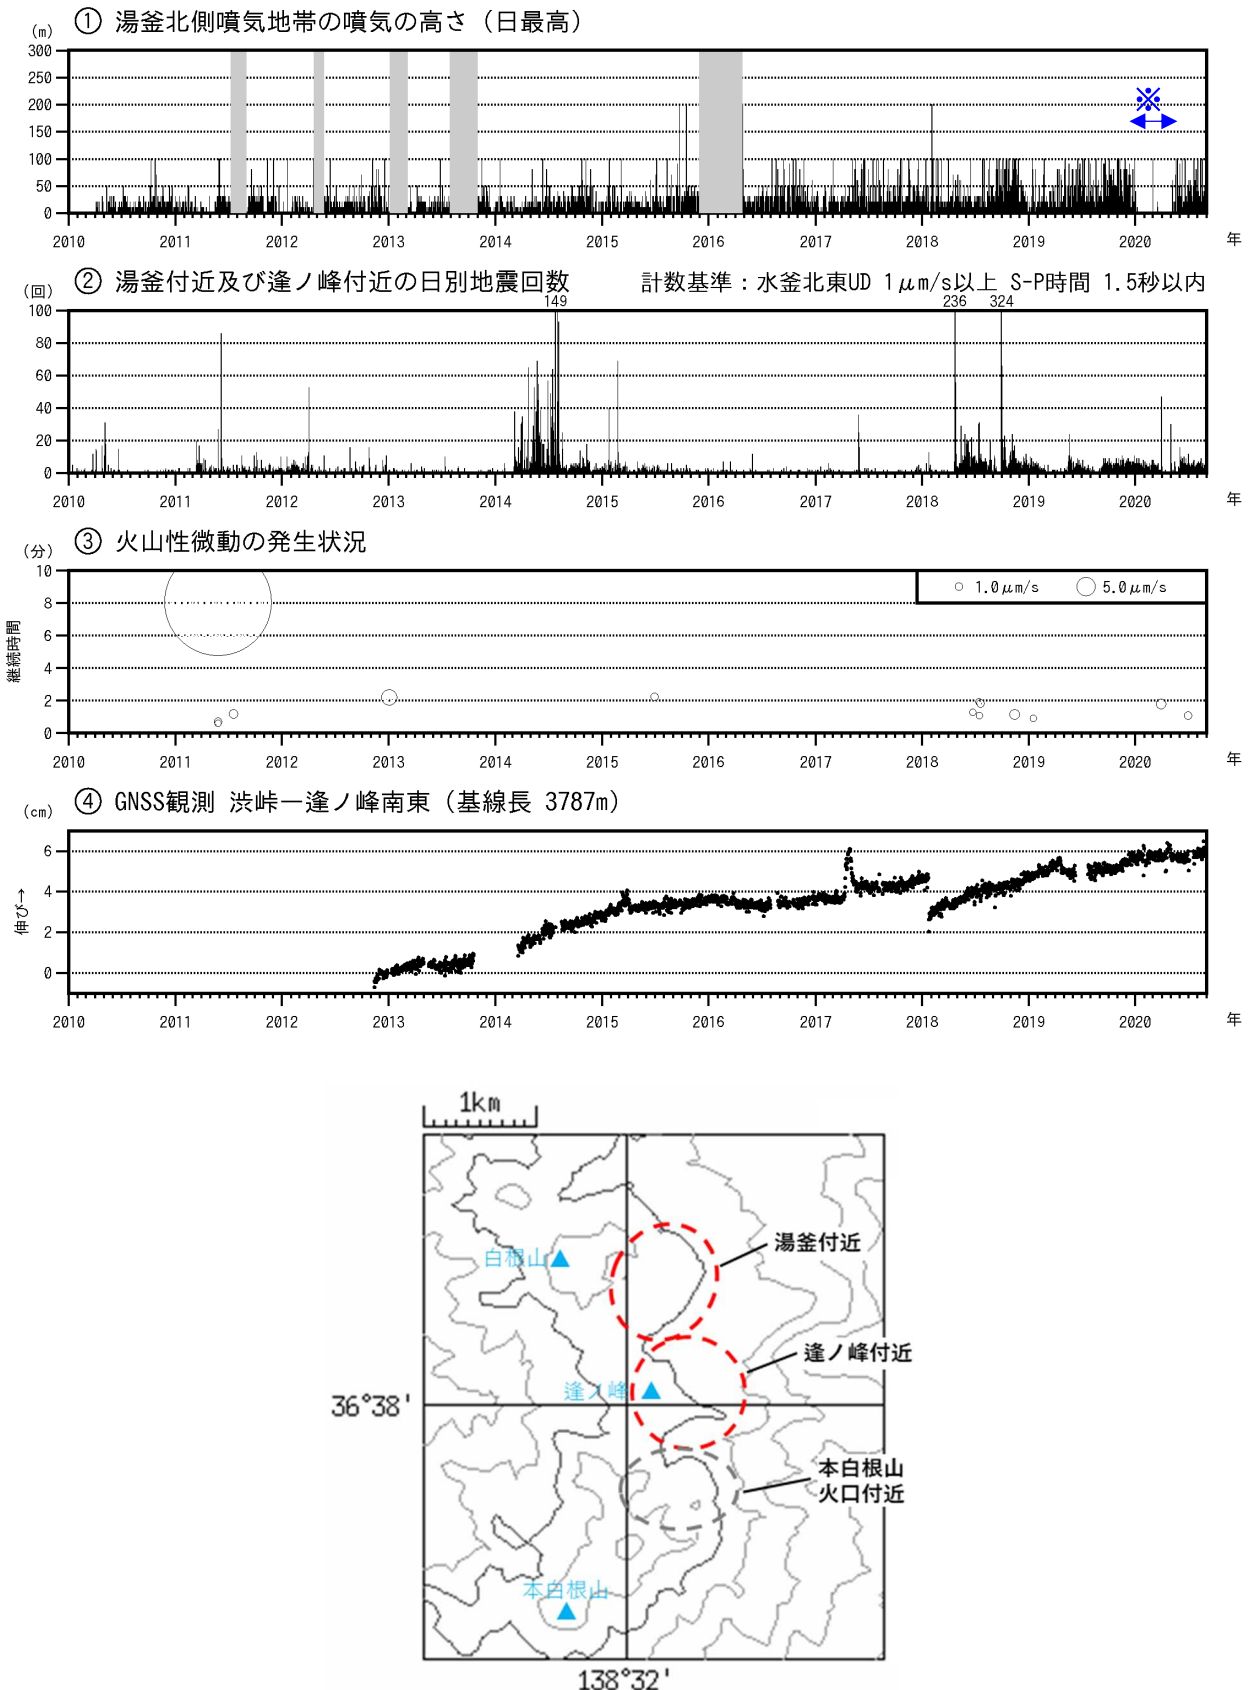 ① 湯釜北側噴気地帯の噴気の高さ（日最高）
(m)
300
250
200
150
100
50
0
※
2010 2011 2012 2013 2014 2015 2016 2017 2018 2019 2020 年
② 湯釜付近及び逢ノ峰付近の日別地震回数 計数基準：水釜北東UD 1μm/s以上 S-P時間 1.5秒以内
(回)
149 236 324
100
80
60
40
20
0
2010 2011 2012 2013 2014 2015 2016 2017 2018 2019 2020 年
③ 火山性微動の発生状況
(分)
1.0μm/s 5.0μm/s
継続時間
10
8
6
4
2
0
2010 2011 2012 2013 2014 2015 2016 2017 2018 2019 2020 年
④ GNSS観測 渋峠－逢ノ峰南東（基線長 3787m）
(cm)
伸び→
6
4
2
0
2010 2011 2012 2013 2014 2015 2016 2017 2018 2019 2020 年
1km
湯釜付近
白根山
逢ノ峰付近
逢ノ峰
36°38'
本白根山
火口付近
本白根山
138°32'